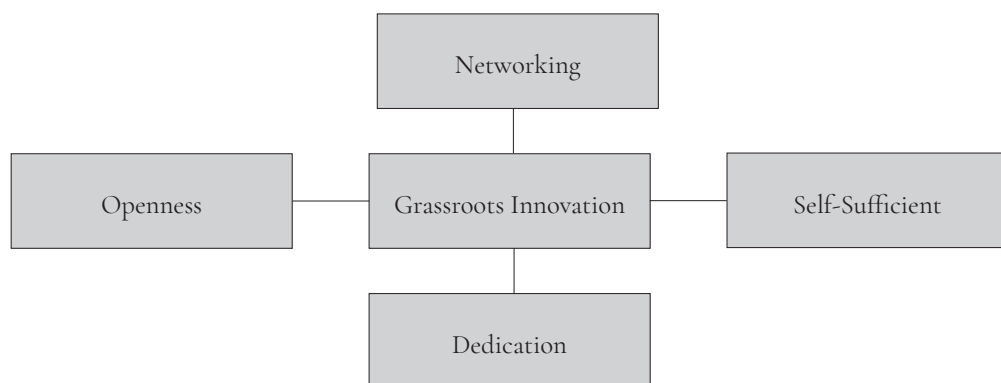 Networking
Openness
Grassroots Innovation
Self-Sufficient
Dedication